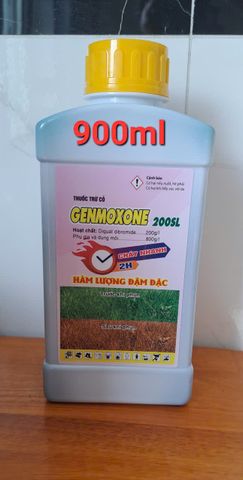 900ml
Cảnh báo
THUỐC TRỪ CỎ
GENMOXONE 200SL
Hoạt chất: Diquat dibromide 200g/l
Phụ gia và dung môi 800g/l
CHÁY NHANH
2H
HÀM LƯỢNG ĐẬM ĐẶC